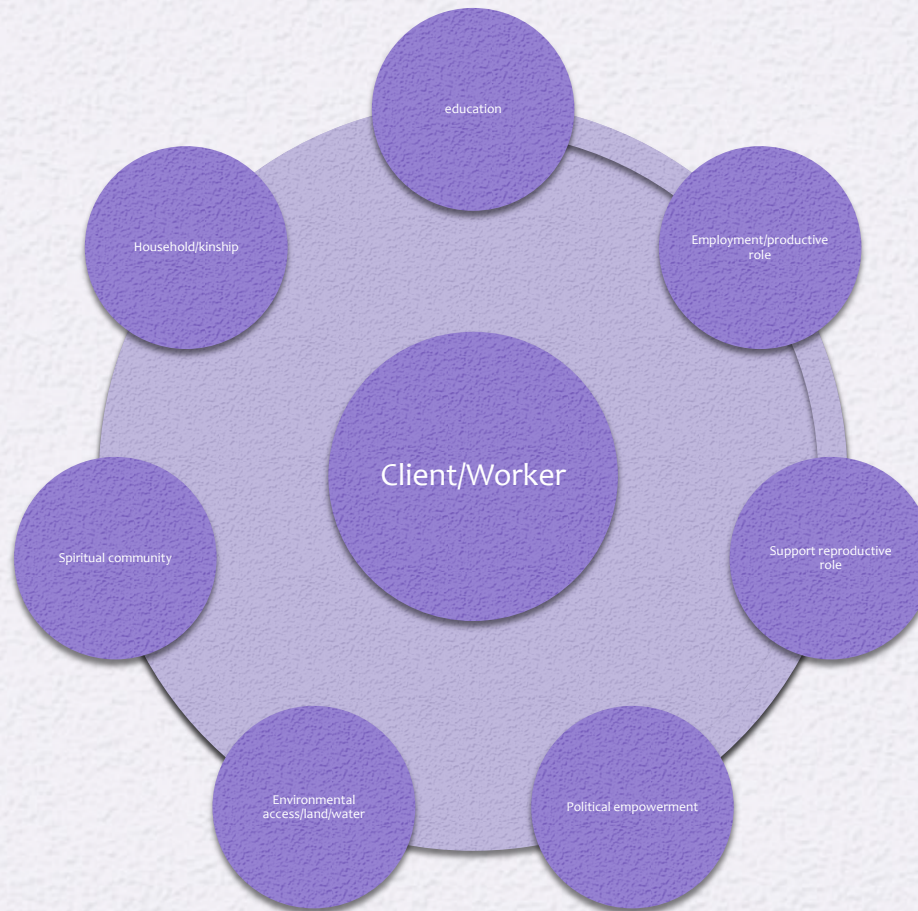 education
Employment/productive
role
Support reproductive
role
Political empowerment
Environmental
access/land/water
Spiritual community
Household/kinship
Client/Worker